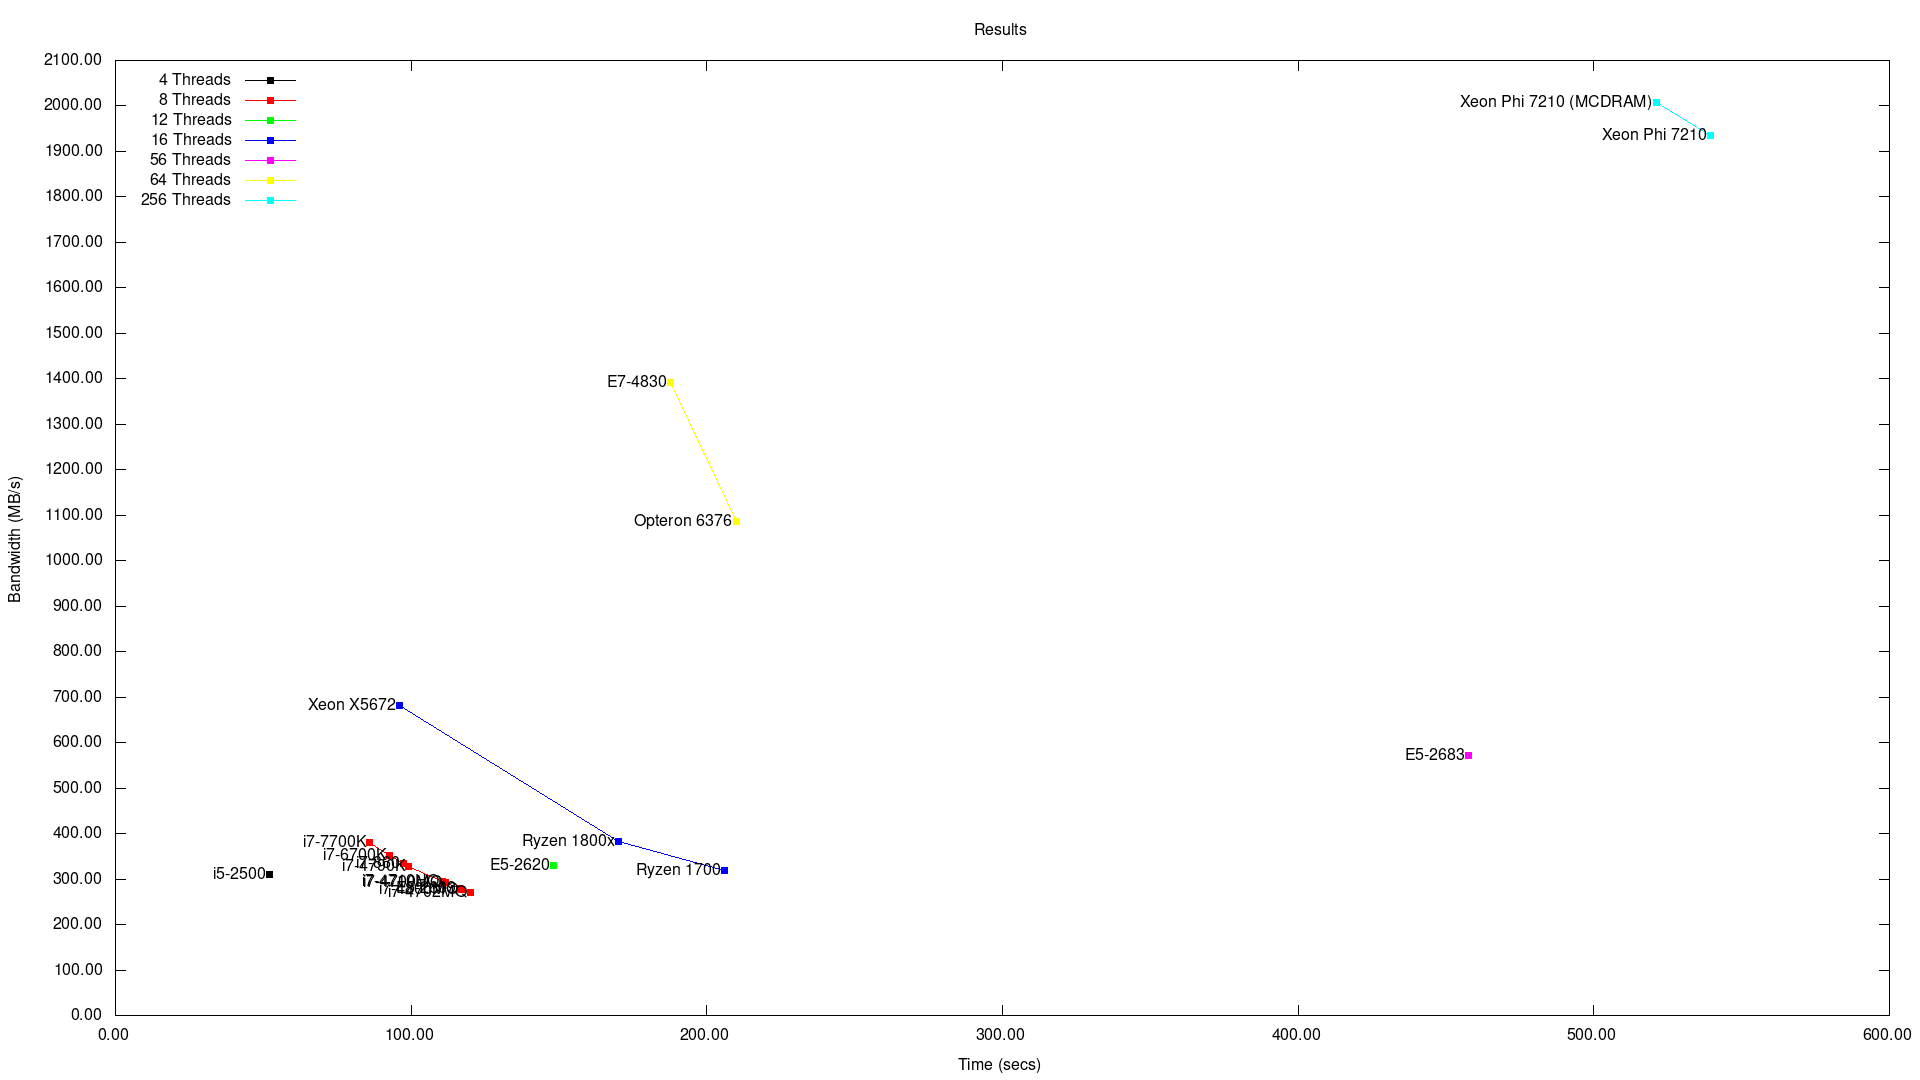 Results
2100.00
2000.00
1900.00
1800.00
1700.00
1600.00
1500.00
1400.00
1300.00
1200.00
1100.00
1000.00
900.00
800.00
700.00
600.00
500.00
400.00
300.00
200.00
100.00
0.00
Bandwidth (MB/s)
4 Threads
8 Threads
12 Threads
16 Threads
56 Threads
64 Threads
256 Threads
Xeon Phi 7210 (MCDRAM)
Xeon Phi 7210
E7-4830
Opteron 6376
Xeon X5672
E5-2683
i7-7700K
Ryzen 1800x
i7-6700K
i7-4790K
E5-2620
Ryzen 1700
i5-2500
i7-4702MQ
0.00 100.00 200.00 300.00 400.00 500.00 600.00
Time (secs)